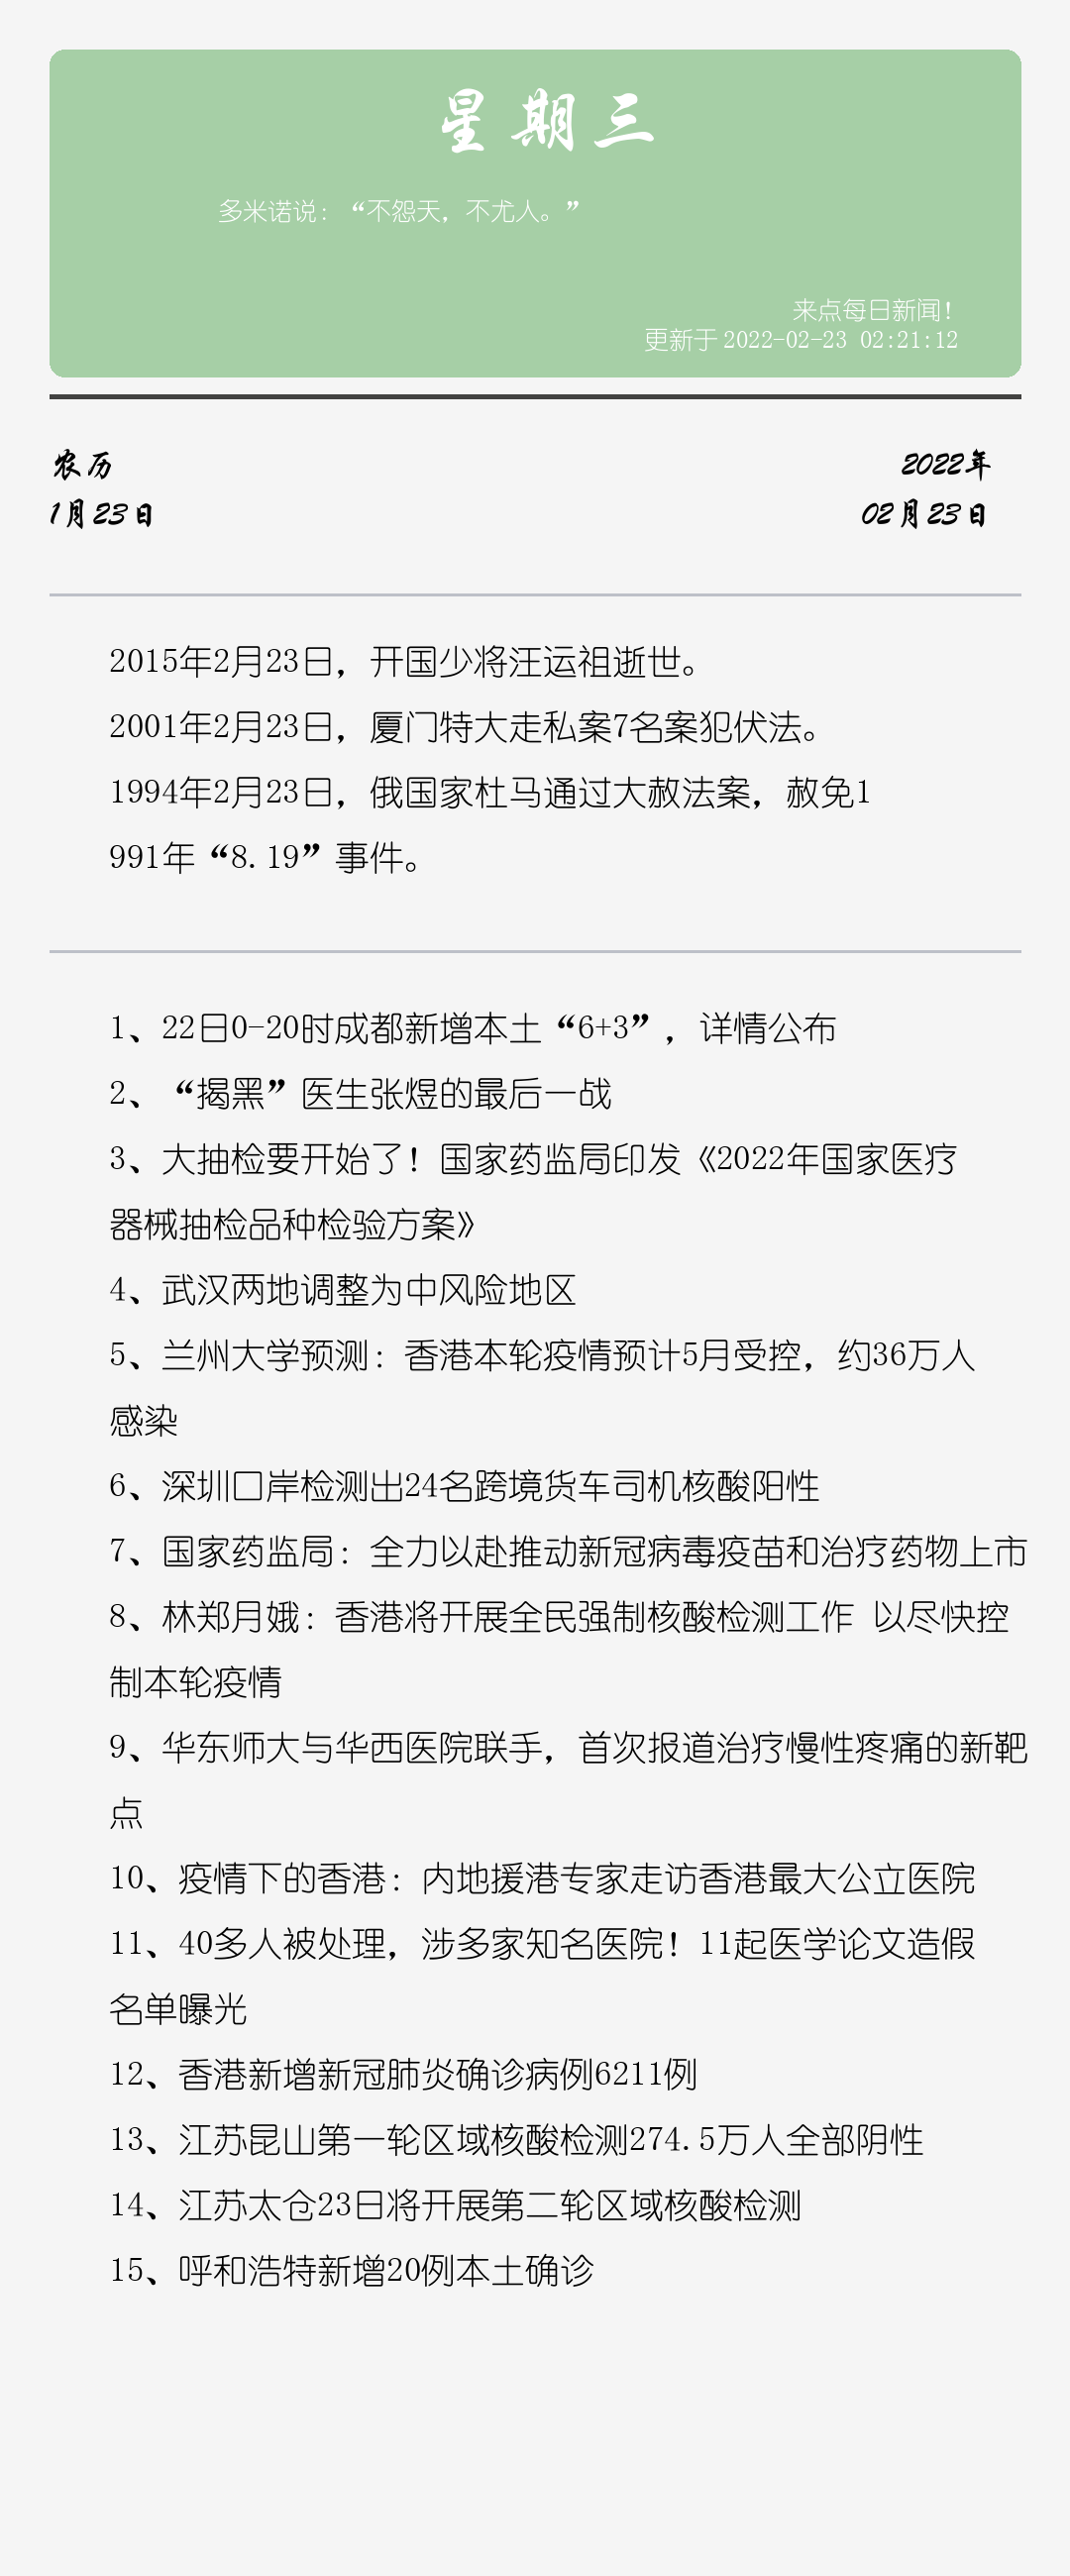 星期三
多米诺说：“不怨天，不尤人。”
来点每日新闻！
更新于 2022-02-23 02:21:12
农历
1月23日
2022年
02月23日
2015年2月23日，开国少将汪运祖逝世。
2001年2月23日，厦门特大走私案7名案犯伏法。
1994年2月23日，俄国家杜马通过大赦法案，赦免1
991年“8.19”事件。
1、22日0-20时成都新增本土“6+3”，详情公布
2、“揭黑”医生张煜的最后一战
3、大抽检要开始了！国家药监局印发《2022年国家医疗
器械抽检品种检验方案》
4、武汉两地调整为中风险地区
5、兰州大学预测：香港本轮疫情预计5月受控，约36万人
感染
6、深圳口岸检测出24名跨境货车司机核酸阳性
7、国家药监局：全力以赴推动新冠病毒疫苗和治疗药物上市
8、林郑月娥：香港将开展全民强制核酸检测工作 以尽快控
制本轮疫情
9、华东师大与华西医院联手，首次报道治疗慢性疼痛的新靶
点
10、疫情下的香港：内地援港专家走访香港最大公立医院
11、40多人被处理，涉多家知名医院！11起医学论文造假
名单曝光
12、香港新增新冠肺炎确诊病例6211例
13、江苏昆山第一轮区域核酸检测274.5万人全部阴性
14、江苏太仓23日将开展第二轮区域核酸检测
15、呼和浩特新增20例本土确诊